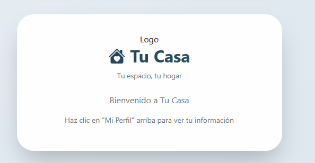 Logo
Tu Casa
Tu espacio, tu hogar
Bienvenido a Tu Casa
Haz clic en "Mi Perfil" arriba para ver tu información